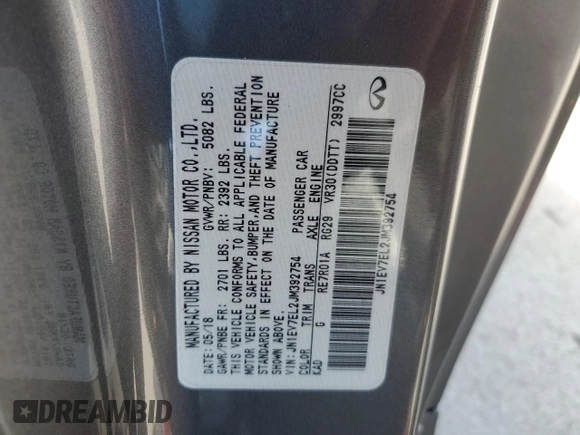 MANUFACTURED BY NISSAN MOTOR CO.,LTD.
DATE: 05/18 GVWR/PNBV: 5082 LBS.
GAWR/PNBE FR: 2701 LBS. RR: 2392 LBS.
THIS VEHICLE CONFORMS TO ALL APPLICABLE FEDERAL
MOTOR VEHICLE SAFETY, BUMPER, AND THEFT PREVENTION
STANDARDS IN EFFECT ON THE DATE OF MANUFACTURE
SHOWN ABOVE.
VIN: JN1EV7EL2JM392754 PASSENGER CAR
COLOR TRIM TRANS AXLE ENGINE
KAD G RE7R01A RG29 VR30(DDTT) 2997CC
JN1EV7EL2JM392754
DREAMBID
DREAMBID.COM